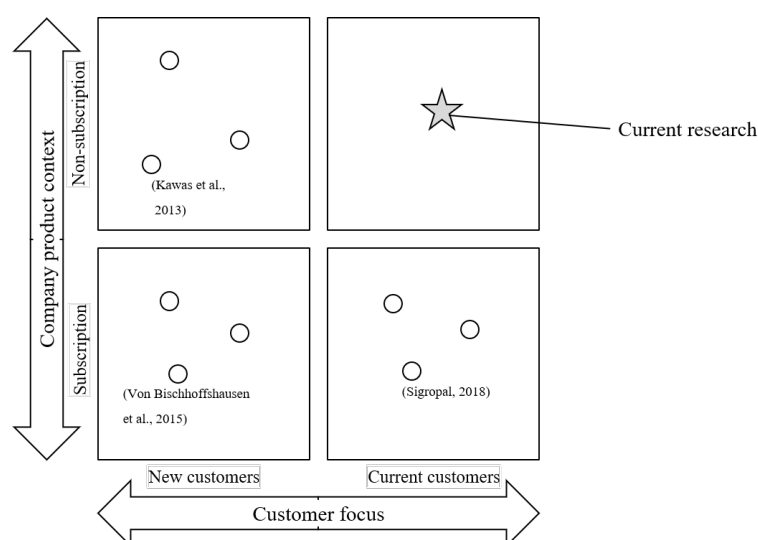 Company product context
Non-subscription
Subscription
(Kawas et al.,
2013)
Current research
(Von Bischhoffshausen
et al., 2015)
(Sigropal, 2018)
New customers
Current customers
Customer focus